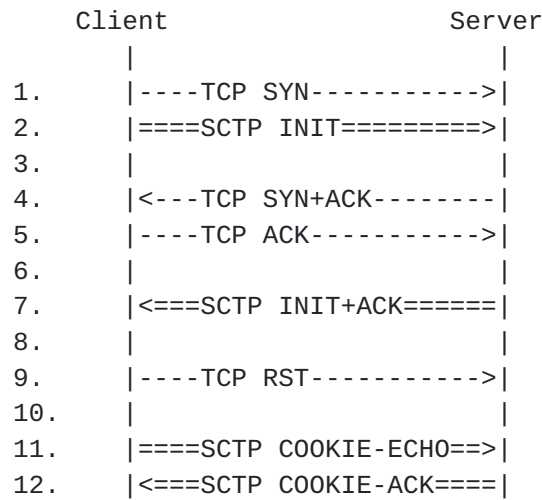 Client                Server
       |                    |
1.     |----TCP SYN-------->|
2.     |====SCTP INIT======>|
3.     |                    |
4.     |<---TCP SYN+ACK-----|
5.     |----TCP ACK-------->|
6.     |                    |
7.     |<===SCTP INIT+ACK===|
8.     |                    |
9.     |----TCP RST-------->|
10.    |                    |
11.    |====SCTP COOKIE-ECHO==>|
12.    |<===SCTP COOKIE-ACK====|